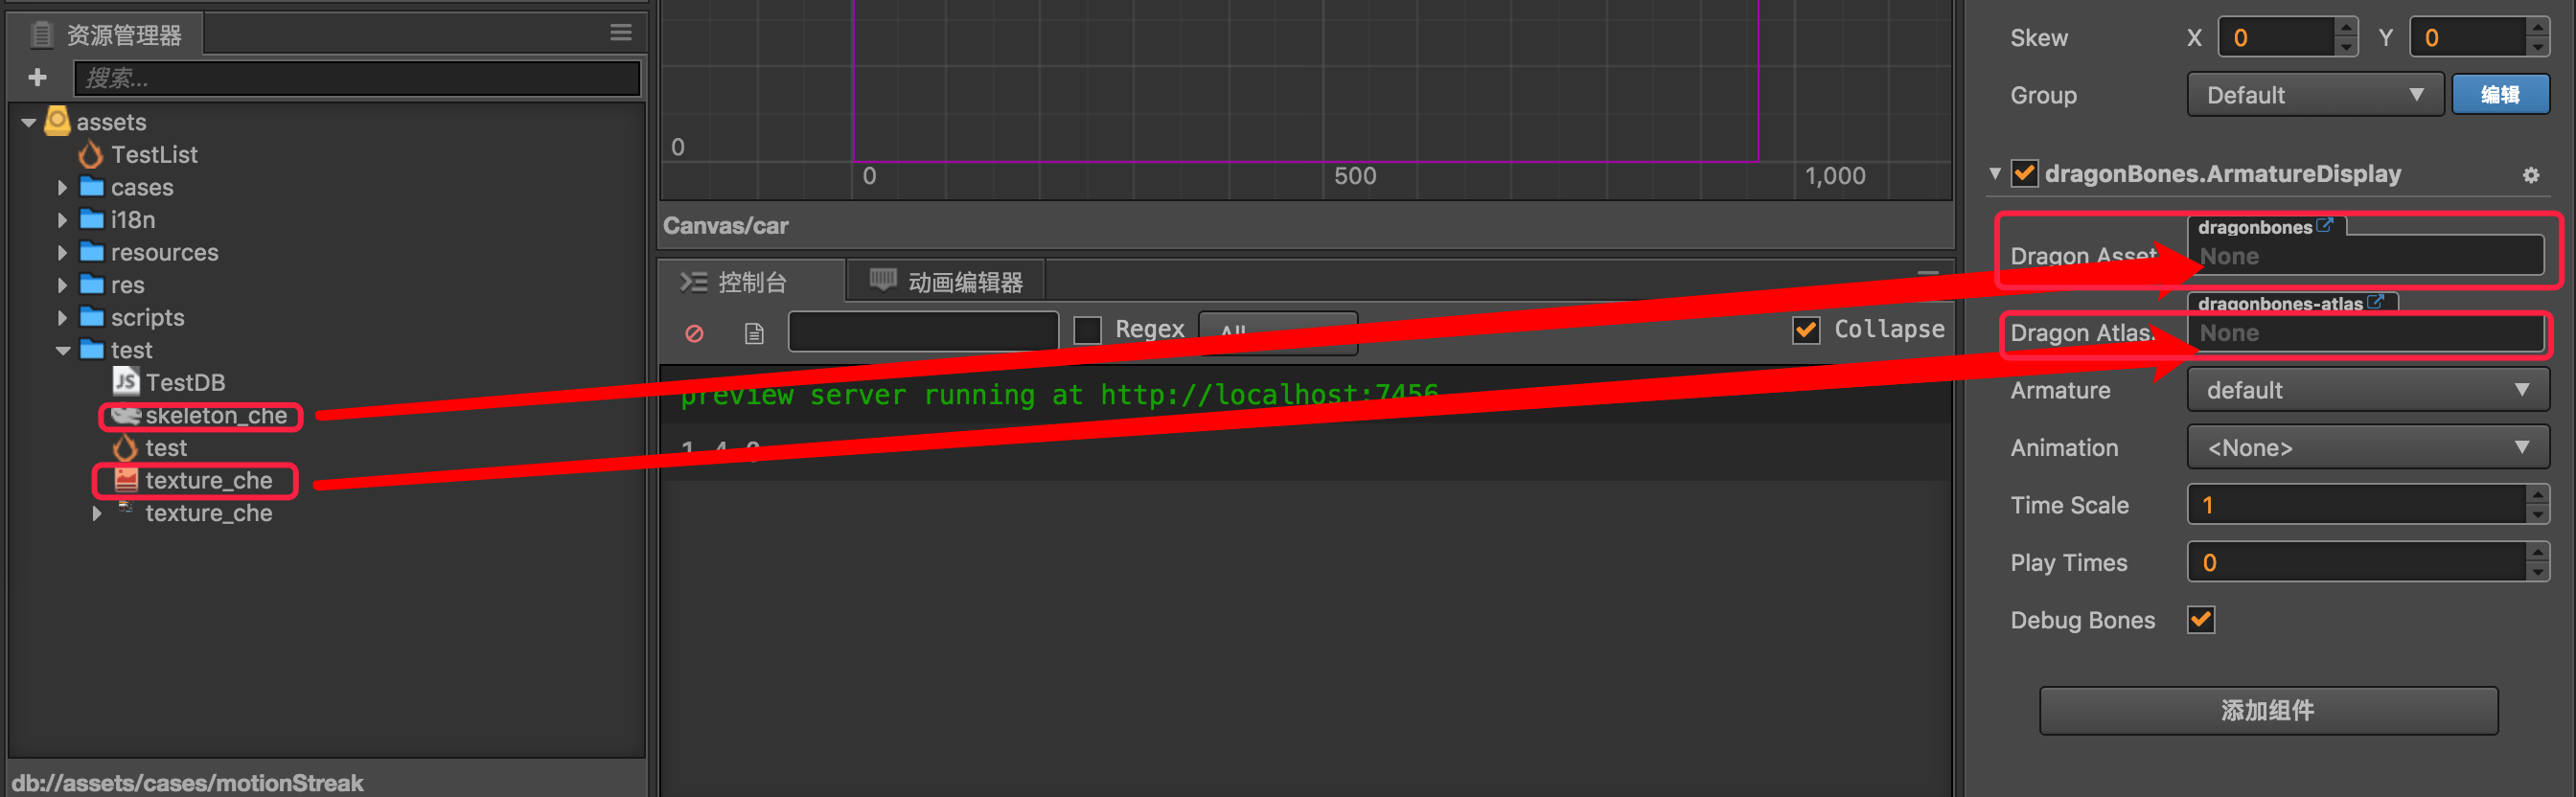 资源管理器
搜索...
assets
TestList
cases
i18n
resources
res
scripts
test
TestDB
skeleton_che
test
texture_che
texture_che
db://assets/cases/motionStreak
0
0
500
1,000
Canvas/car
控制台
动画编辑器
Regex
All
Collapse
preview server running at http://localhost:7456
Skew
X
0
Y
0
Group
Default
编辑
dragonBones.ArmatureDisplay
dragonbones
Dragon Asset
None
dragonbones-atlas
Dragon Atlas
None
Armature
default
Animation
<None>
Time Scale
1
Play Times
0
Debug Bones
添加组件